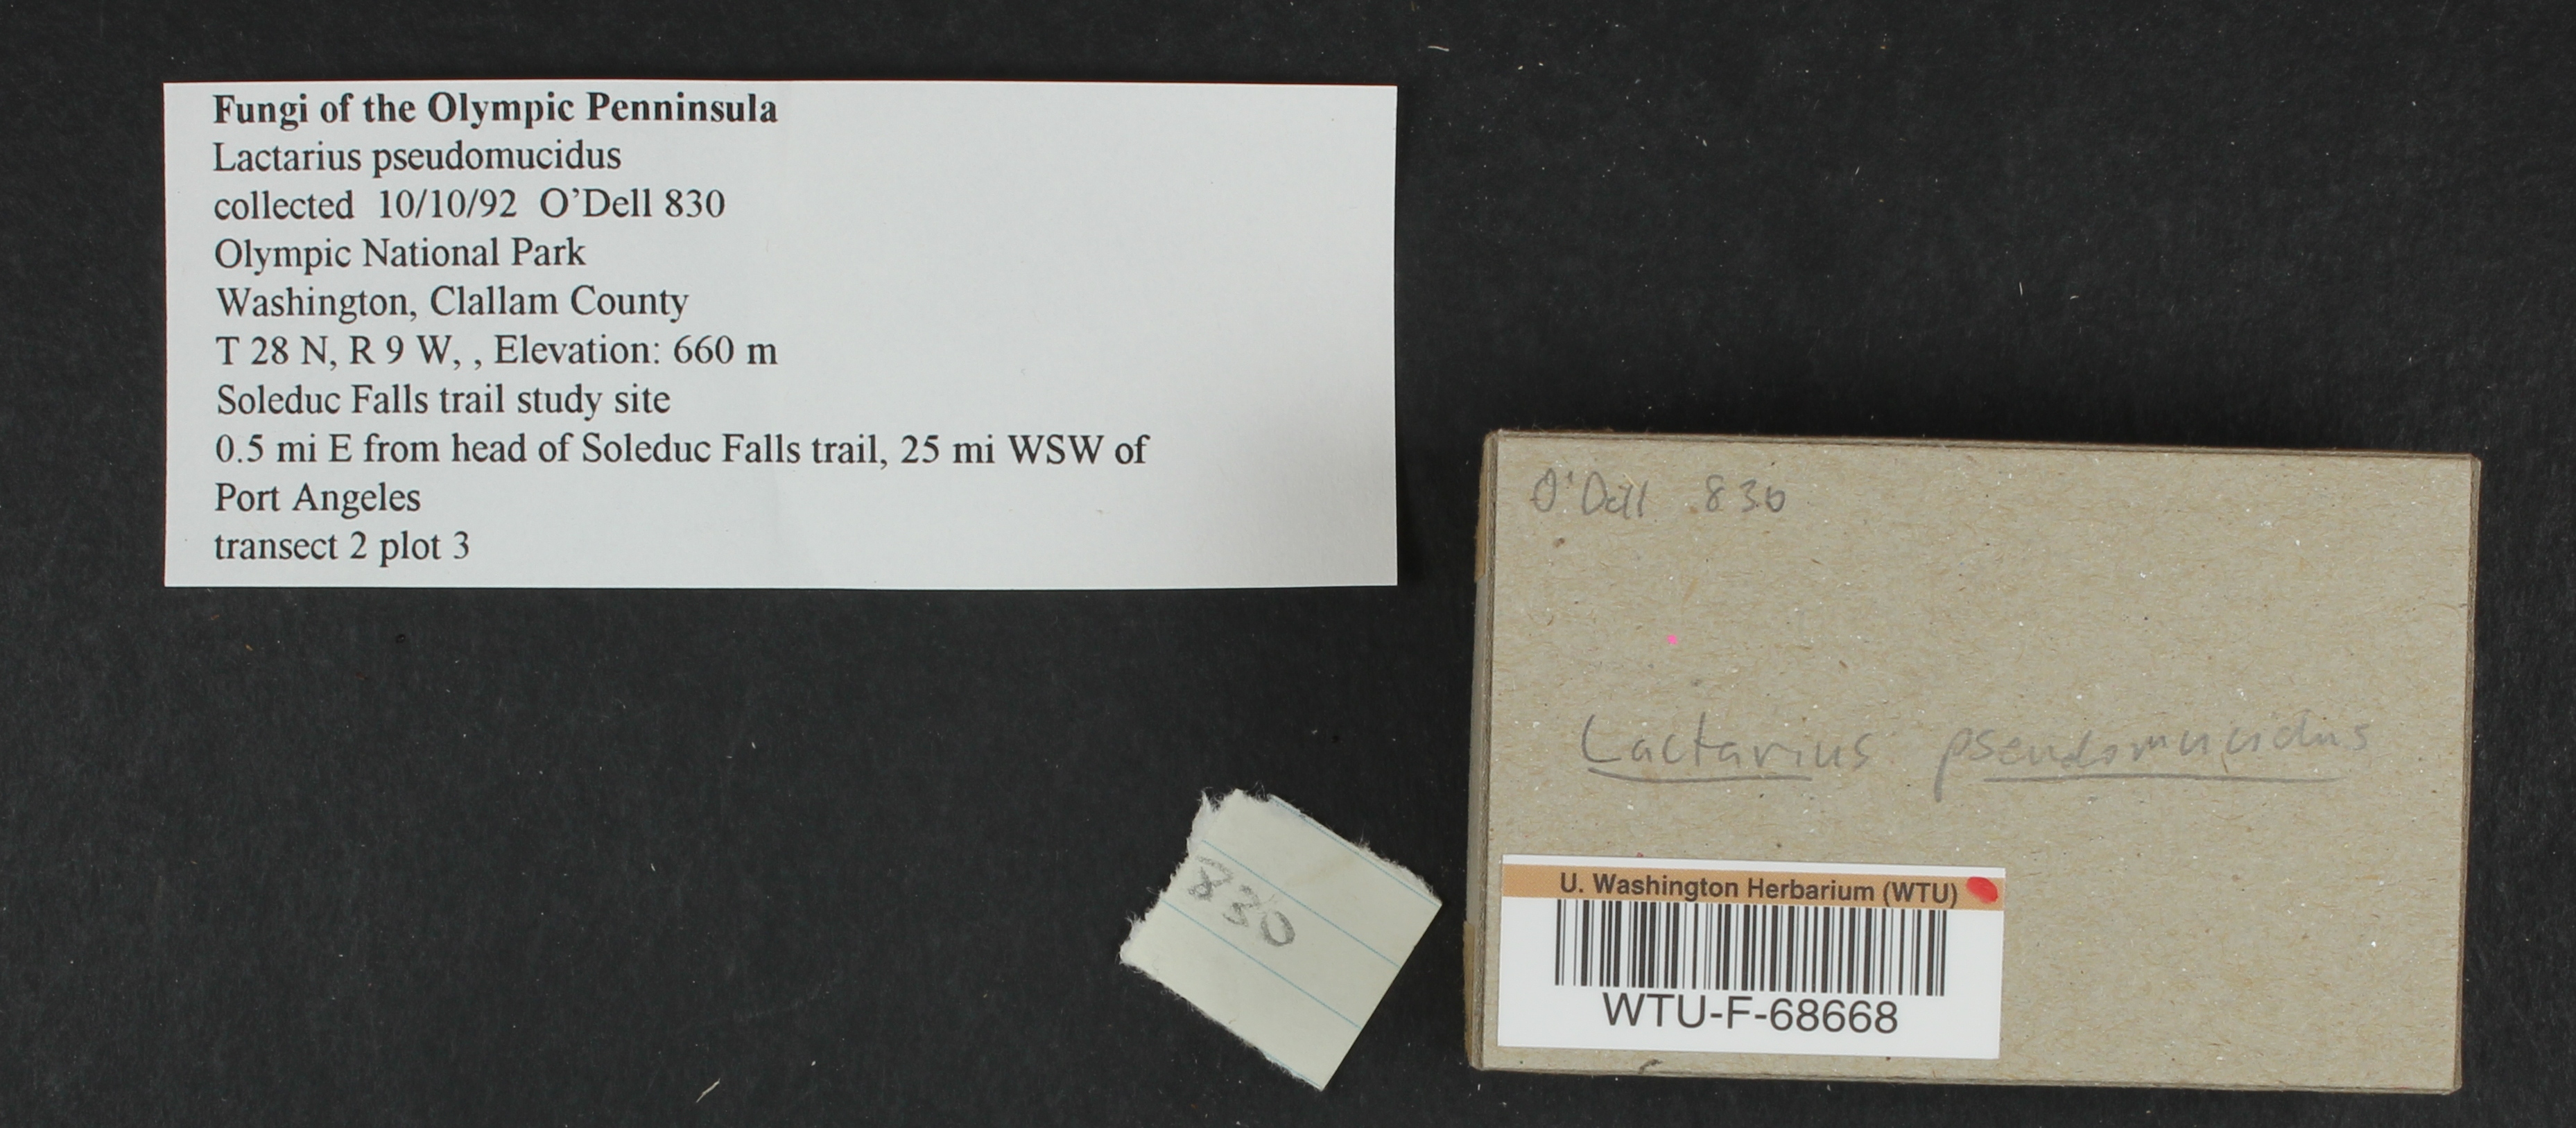 Fungi of the Olympic Penninsula
Lactarius pseudomucidus
collected 10/10/92 O'Dell 830
Olympic National Park
Washington, Clallam County
T 28 N, R 9 W, , Elevation: 660 m
Soleduc Falls trail study site
0.5 mi E from head of Soleduc Falls trail, 25 mi WSW of
Port Angeles
transect 2 plot 3
O'Dell 830
Lactarius pseudomucidus
830
U. Washington Herbarium (WTU)
WTU-F-68668